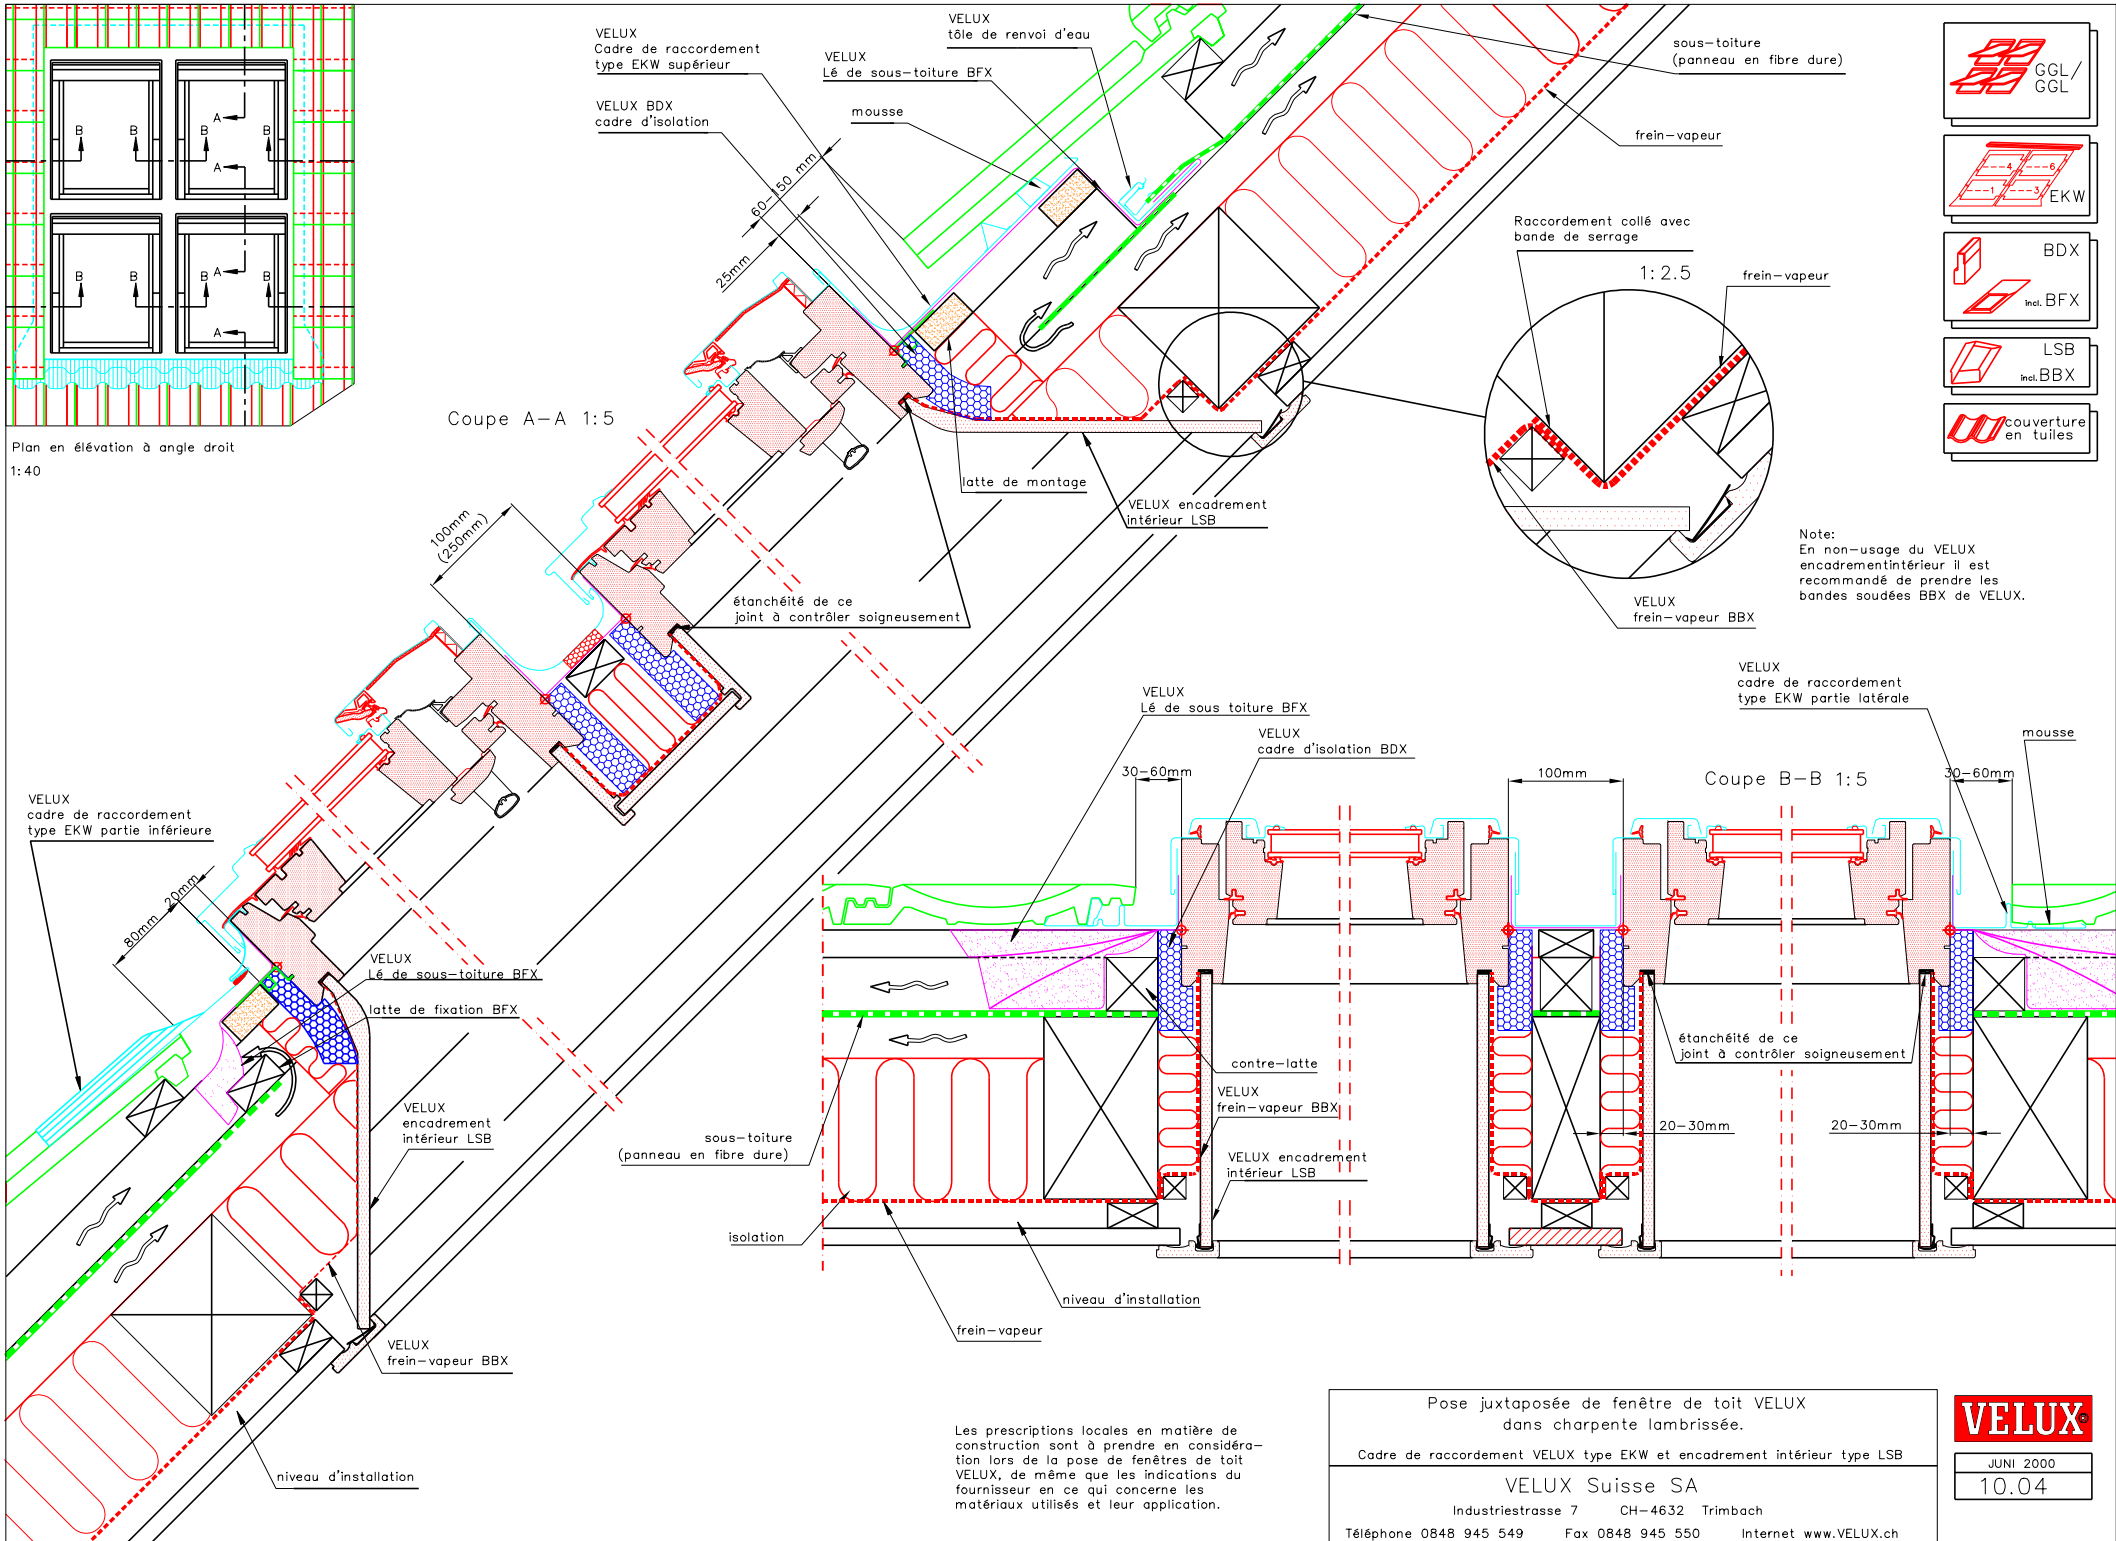 VELUX
Cadre de raccordement
type EKW supérieur
VELUX BDX
cadre d'isolation
VELUX
tôle de renvoi d'eau
VELUX
Lé de sous-toiture BFX
mousse
sous-toiture
(panneau en fibre dure)
frein-vapeur
GGL/
GGL
4
6
1
3
EKW
BDX
incl. BFX
LSB
incl. BBX
couverture
en tuiles
B
B
B
B
A
A
B
B
B
B
A
A
Plan en élévation à angle droit
1:40
Coupe A-A 1:5
60-150 mm
25mm
Raccordement collé avec
bande de serrage
1:2.5
frein-vapeur
latte de montage
VELUX encadrement
intérieur LSB
100mm
(250mm)
étanchéité de ce
joint à contrôler soigneusement
VELUX
frein-vapeur BBX
Note:
En non-usage du VELUX
encadrementintérieur il est
recommandé de prendre les
bandes soudées BBX de VELUX.
VELUX
cadre de raccordement
type EKW partie latérale
mousse
VELUX
Lé de sous toiture BFX
VELUX
cadre d'isolation BDX
30-60mm
100mm
Coupe B-B 1:5
30-60mm
VELUX
cadre de raccordement
type EKW partie inférieure
80mm
20mm
VELUX
Lé de sous-toiture BFX
latte de fixation BFX
VELUX
encadrement
intérieur LSB
VELUX
frein-vapeur BBX
niveau d'installation
contre-latte
VELUX
frein-vapeur BBX
VELUX encadrement
intérieur LSB
étanchéité de ce
joint à contrôler soigneusement
20-30mm
20-30mm
sous-toiture
(panneau en fibre dure)
isolation
niveau d'installation
frein-vapeur
Les prescriptions locales en matière de
construction sont à prendre en considéra-
tion lors de la pose de fenêtres de toit
VELUX, de même que les indications du
fournisseur en ce qui concerne les
matériaux utilisés et leur application.
Pose juxtaposée de fenêtre de toit VELUX
dans charpente lambrissée.
Cadre de raccordement VELUX type EKW et encadrement intérieur type LSB
VELUX Suisse SA
Industriestrasse 7 CH-4632 Trimbach
Téléphone 0848 945 549 Fax 0848 945 550 Internet www.VELUX.ch
VELUX®
JUNI 2000
10.04